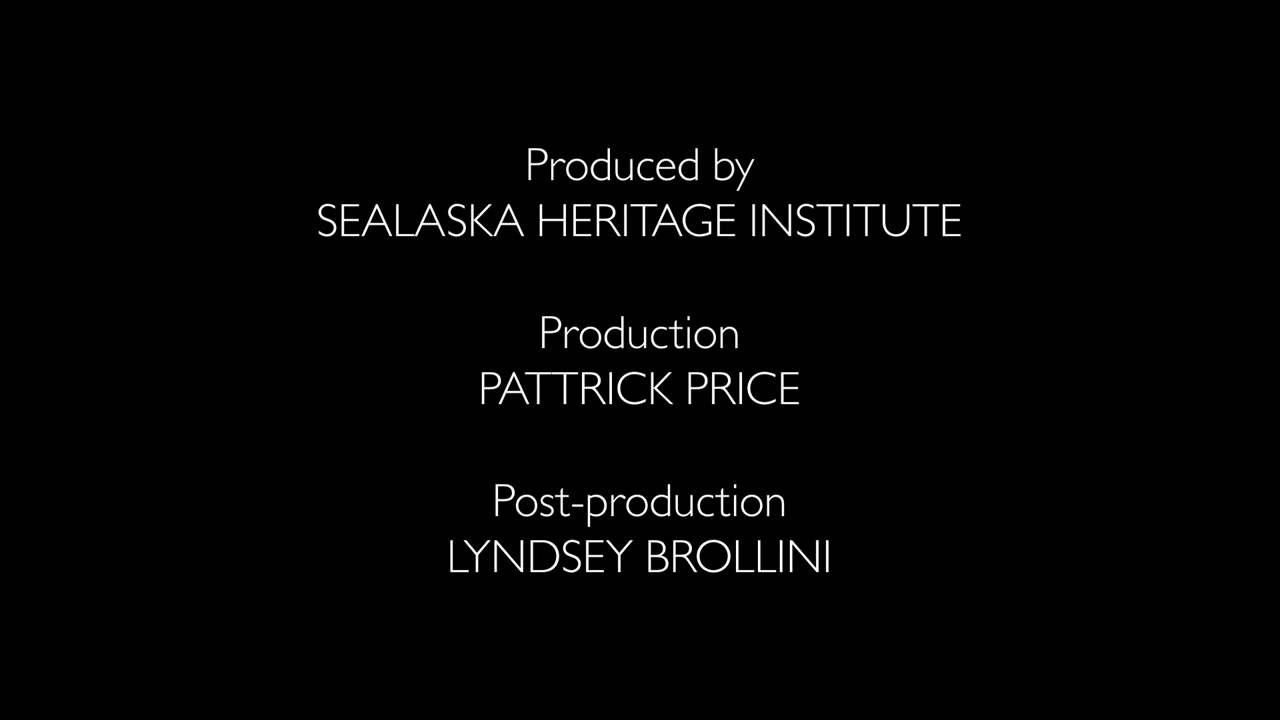 Produced by
SEALASKA HERITAGE INSTITUTE
Production
PATTRICK PRICE
Post-production
LYNDSEY BROLLINI